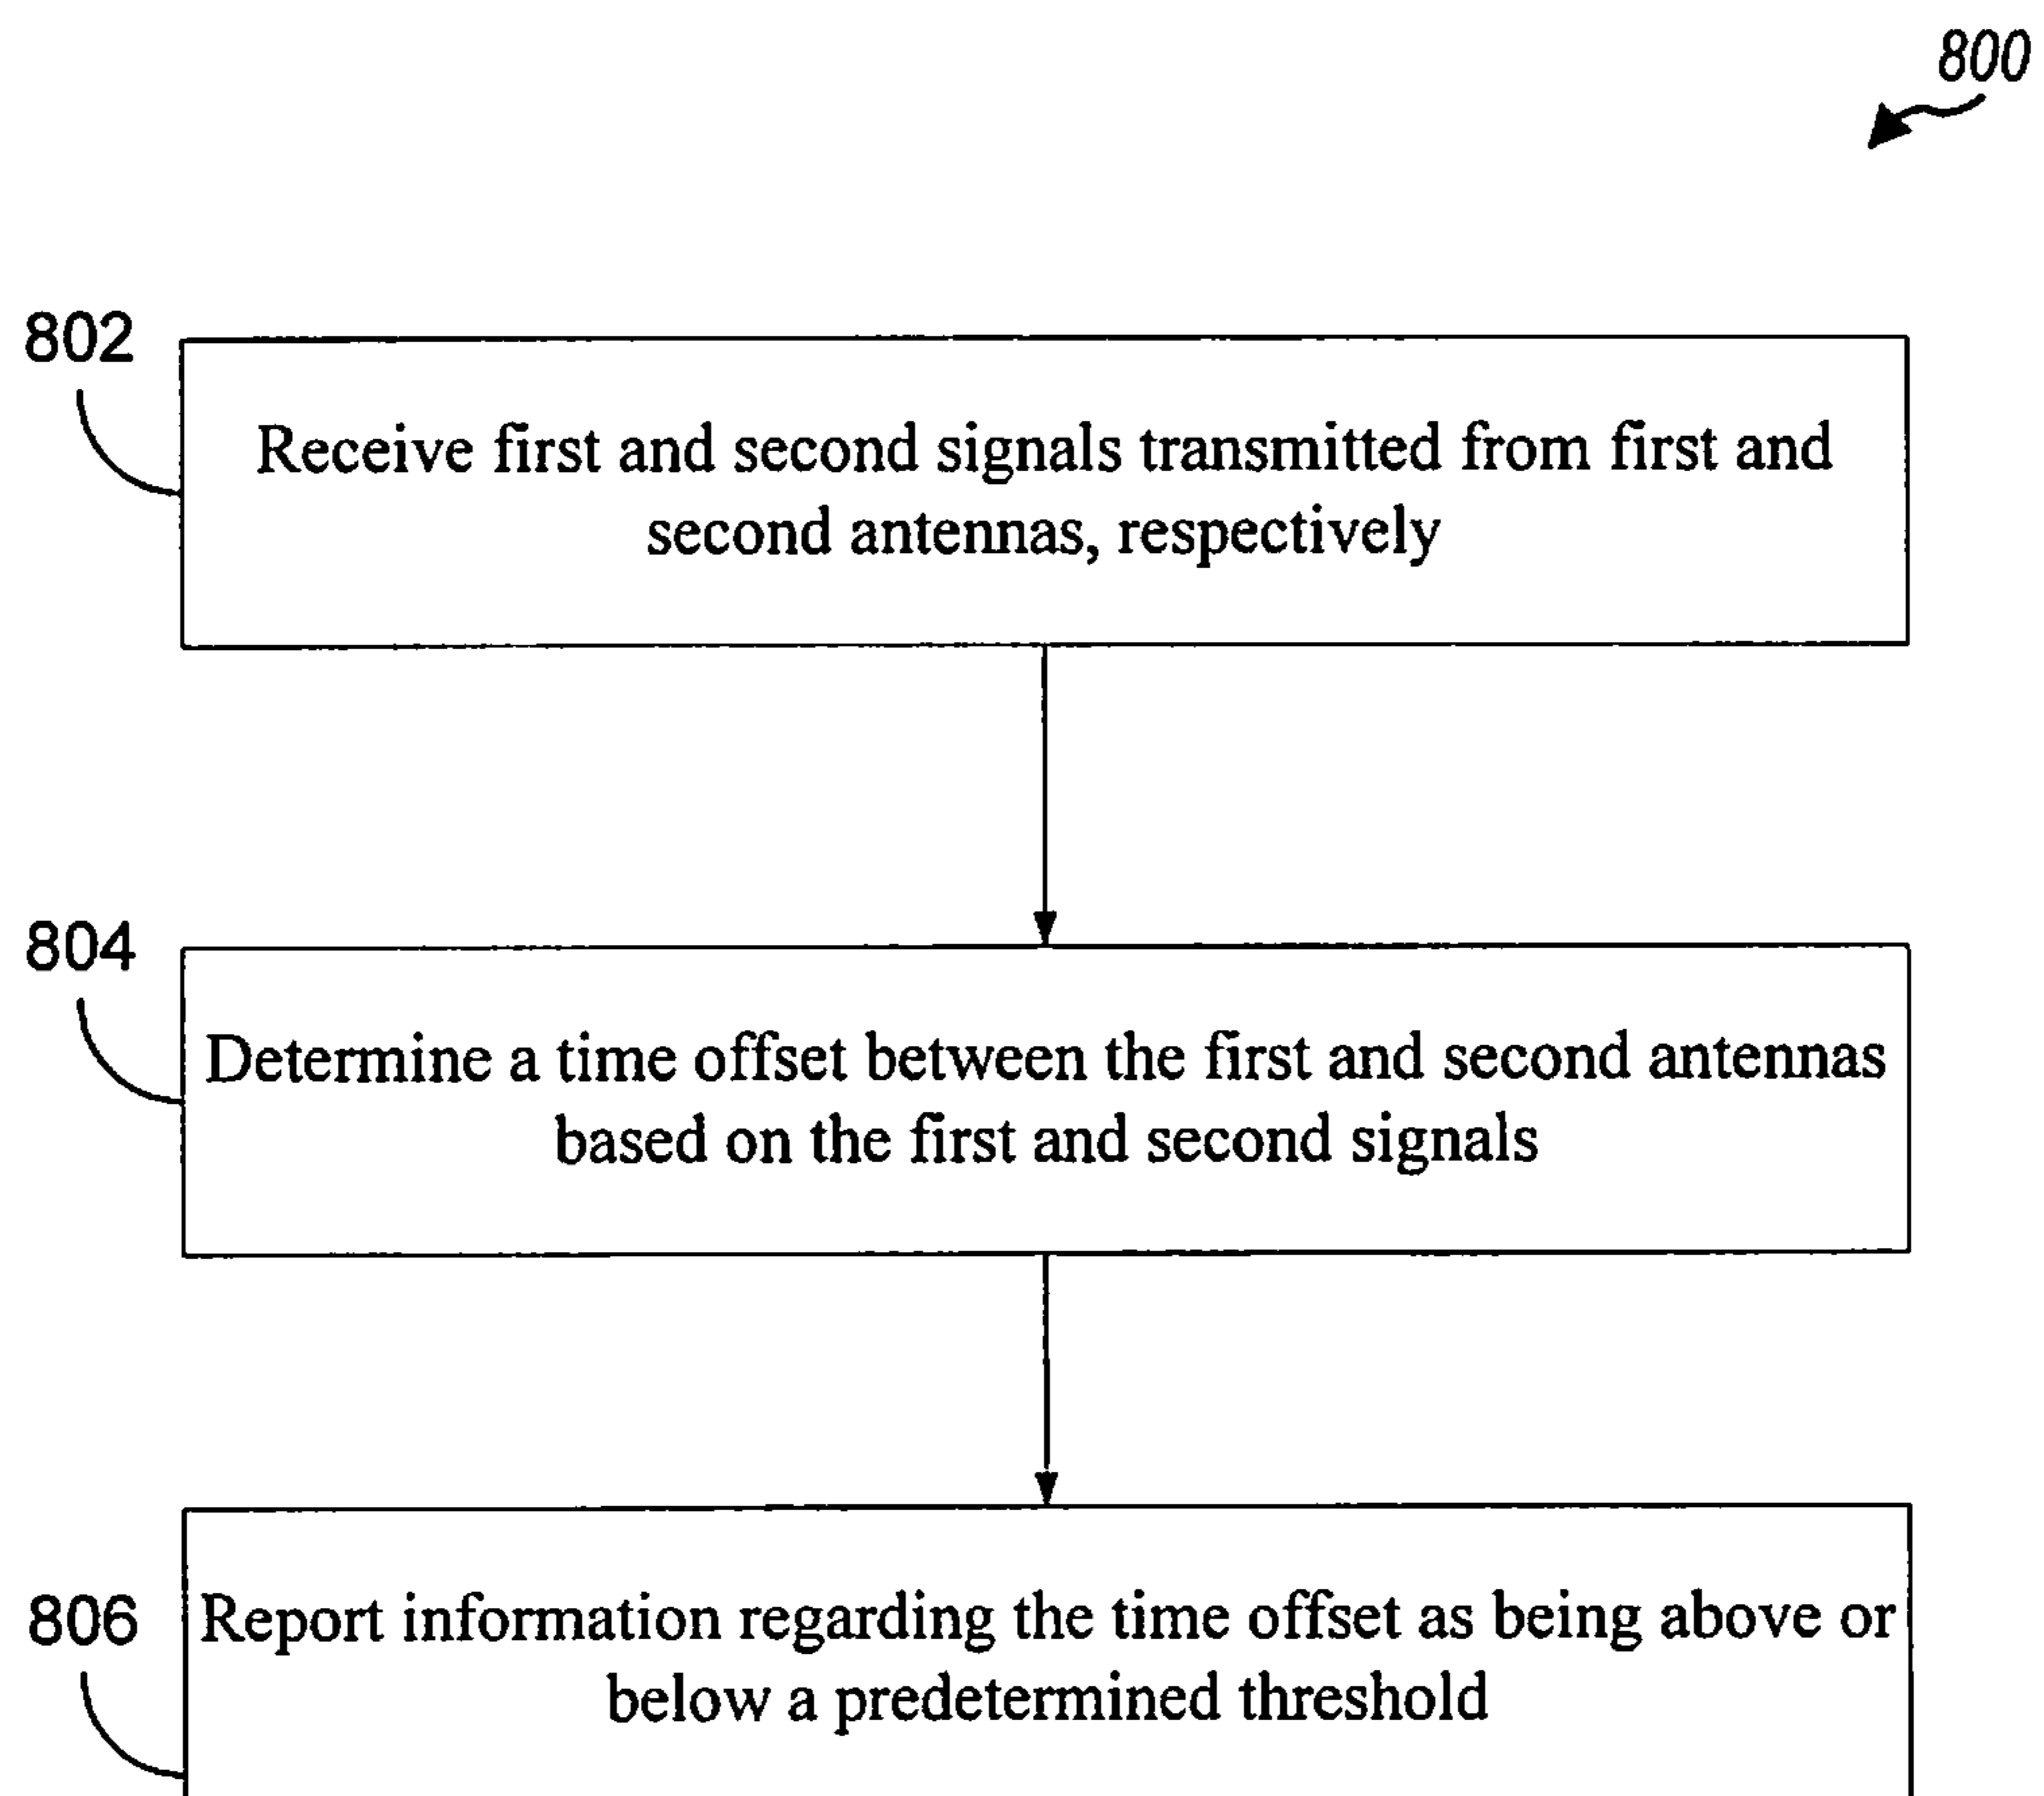 800
802
Receive first and second signals transmitted from first and
second antennas, respectively
804
Determine a time offset between the first and second antennas
based on the first and second signals
806
Report information regarding the time offset as being above or
below a predetermined threshold